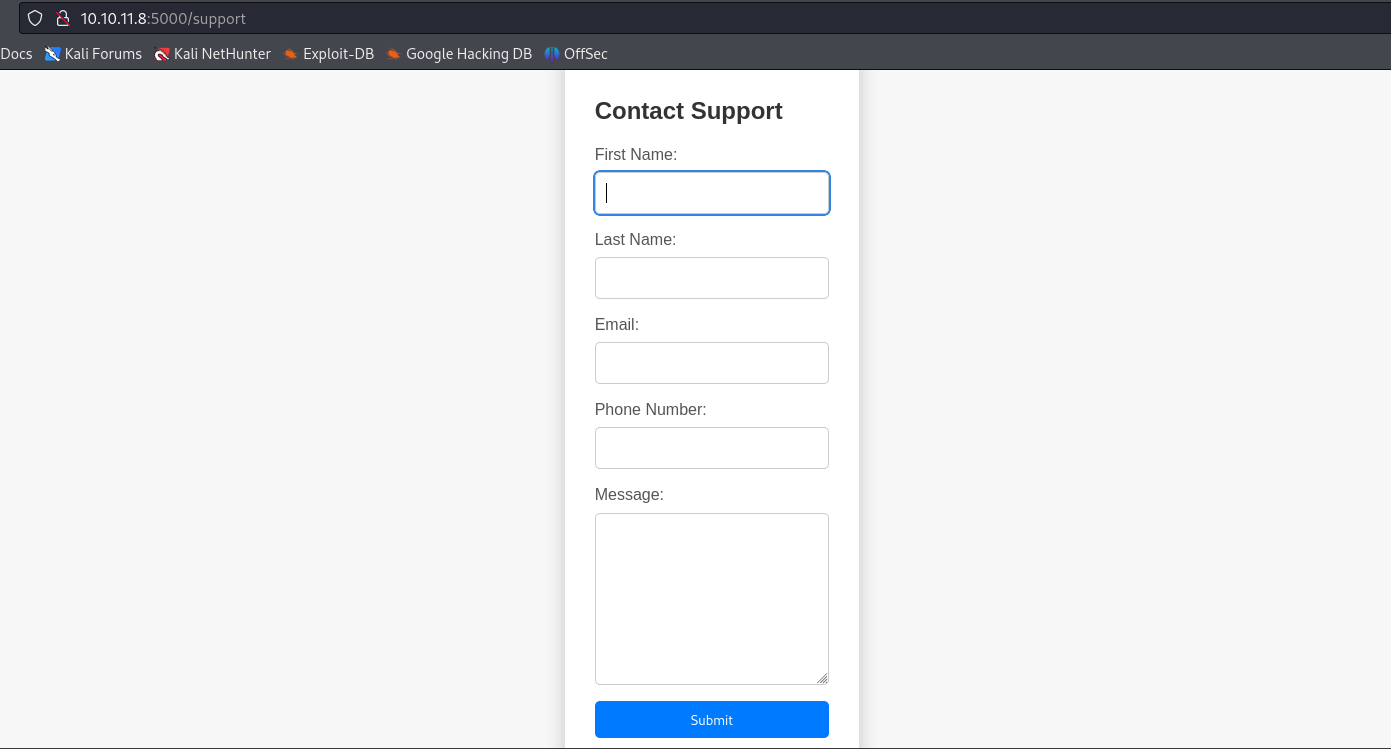 10.10.11.8:5000/support
Docs Kali Forums Kali NetHunter Exploit-DB Google Hacking DB OffSec
Contact Support
First Name:
Last Name:
Email:
Phone Number:
Message:
Submit